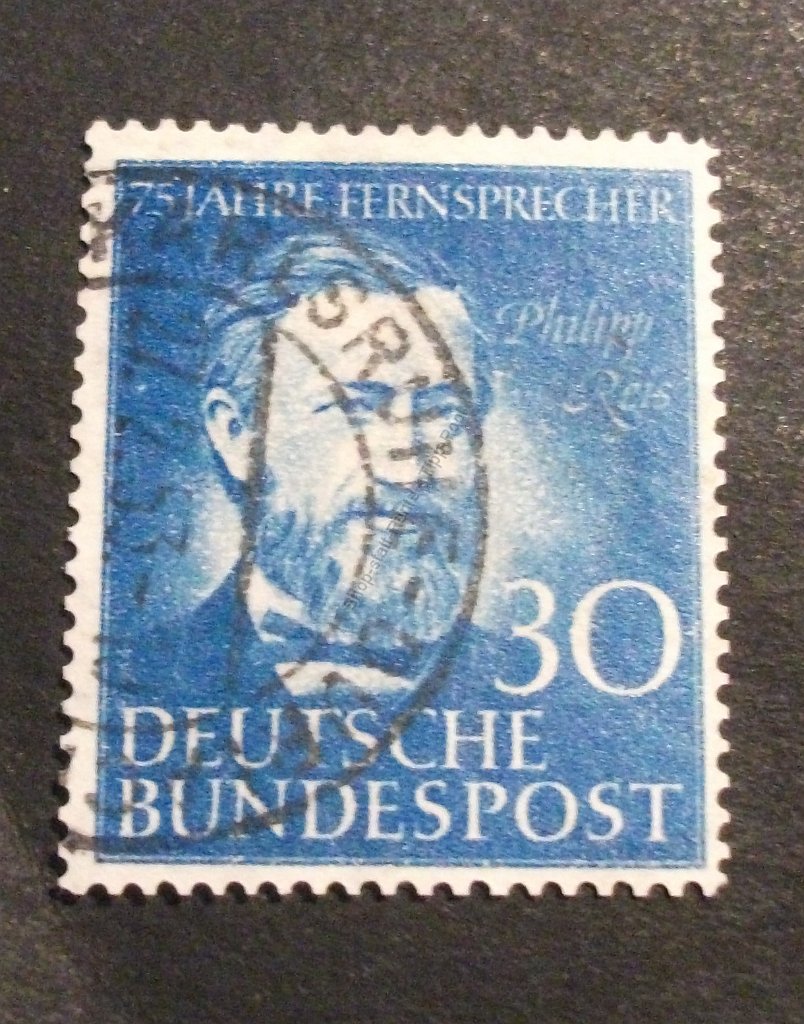 75 JAHRE FERNSPRECHER
Philipp
Reis
30
DEUTSCHE
BUNDESPOST